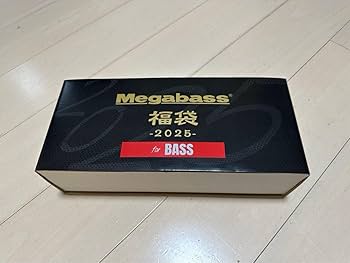 Megabass®
福袋
-2025-
for BASS